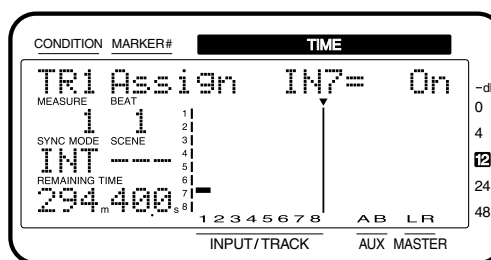 CONDITION MARKER# TIME
TR1 Assign IN7= On
MEASURE BEAT
1 1
SYNC MODE SCENE
INT ---
REMAINING TIME
294m40.0s
1
2
3
4
5
6
7
8
1 2 3 4 5 6 7 8 A B L R
INPUT/TRACK AUX MASTER
0
4
12
24
48